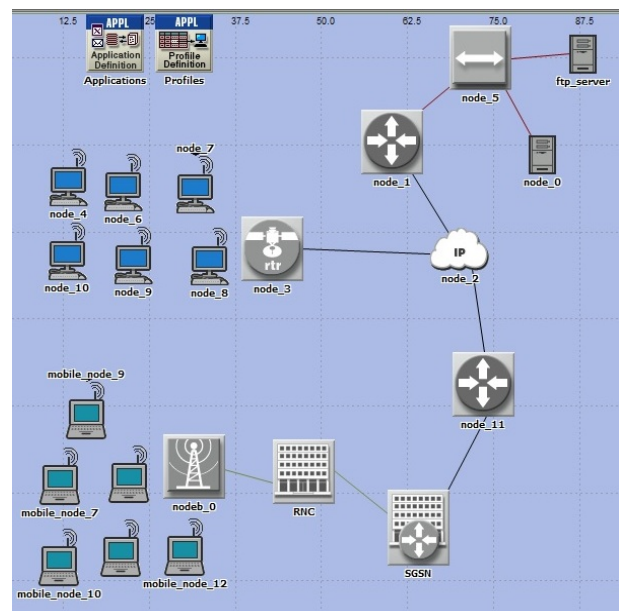 12.5 25 37.5 50.0 62.5 75.0 87.5
APPL
Application
Definition
Applications
APPL
Profile
Definition
Profiles
node_5
ftp_server
node_7
node_1
node_0
node_4
node_6
IP
node_2
node_10
node_9
node_8
rtr
node_3
mobile_node_9
node_11
mobile_node_7
nodeb_0
RNC
mobile_node_10
mobile_node_12
SGSN